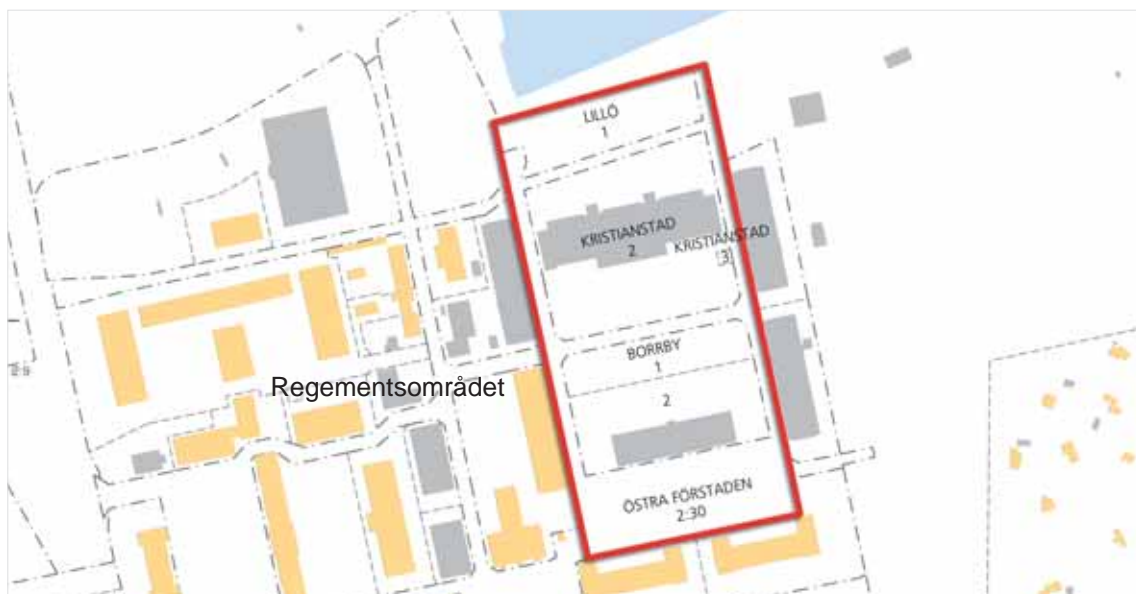 LILLÖ
1
KRISTIANSTAD
2
KRISTIANSTAD
3
BORRBY
1
2
Regementsområdet
ÖSTRA FÖRSTADEN
2:30